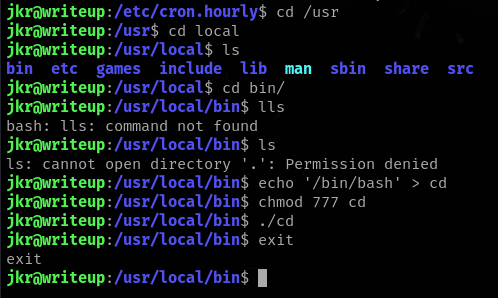 jkr@writeup:/etc/cron.hourly$ cd /usr
jkr@writeup:/usr$ cd local
jkr@writeup:/usr/local$ ls
bin  etc  games  include  lib  man  sbin  share  src
jkr@writeup:/usr/local$ cd bin/
jkr@writeup:/usr/local/bin$ lls
bash: lls: command not found
jkr@writeup:/usr/local/bin$ ls
ls: cannot open directory '.': Permission denied
jkr@writeup:/usr/local/bin$ echo '/bin/bash' > cd
jkr@writeup:/usr/local/bin$ chmod 777 cd
jkr@writeup:/usr/local/bin$ ./cd
jkr@writeup:/usr/local/bin$ exit
exit
jkr@writeup:/usr/local/bin$